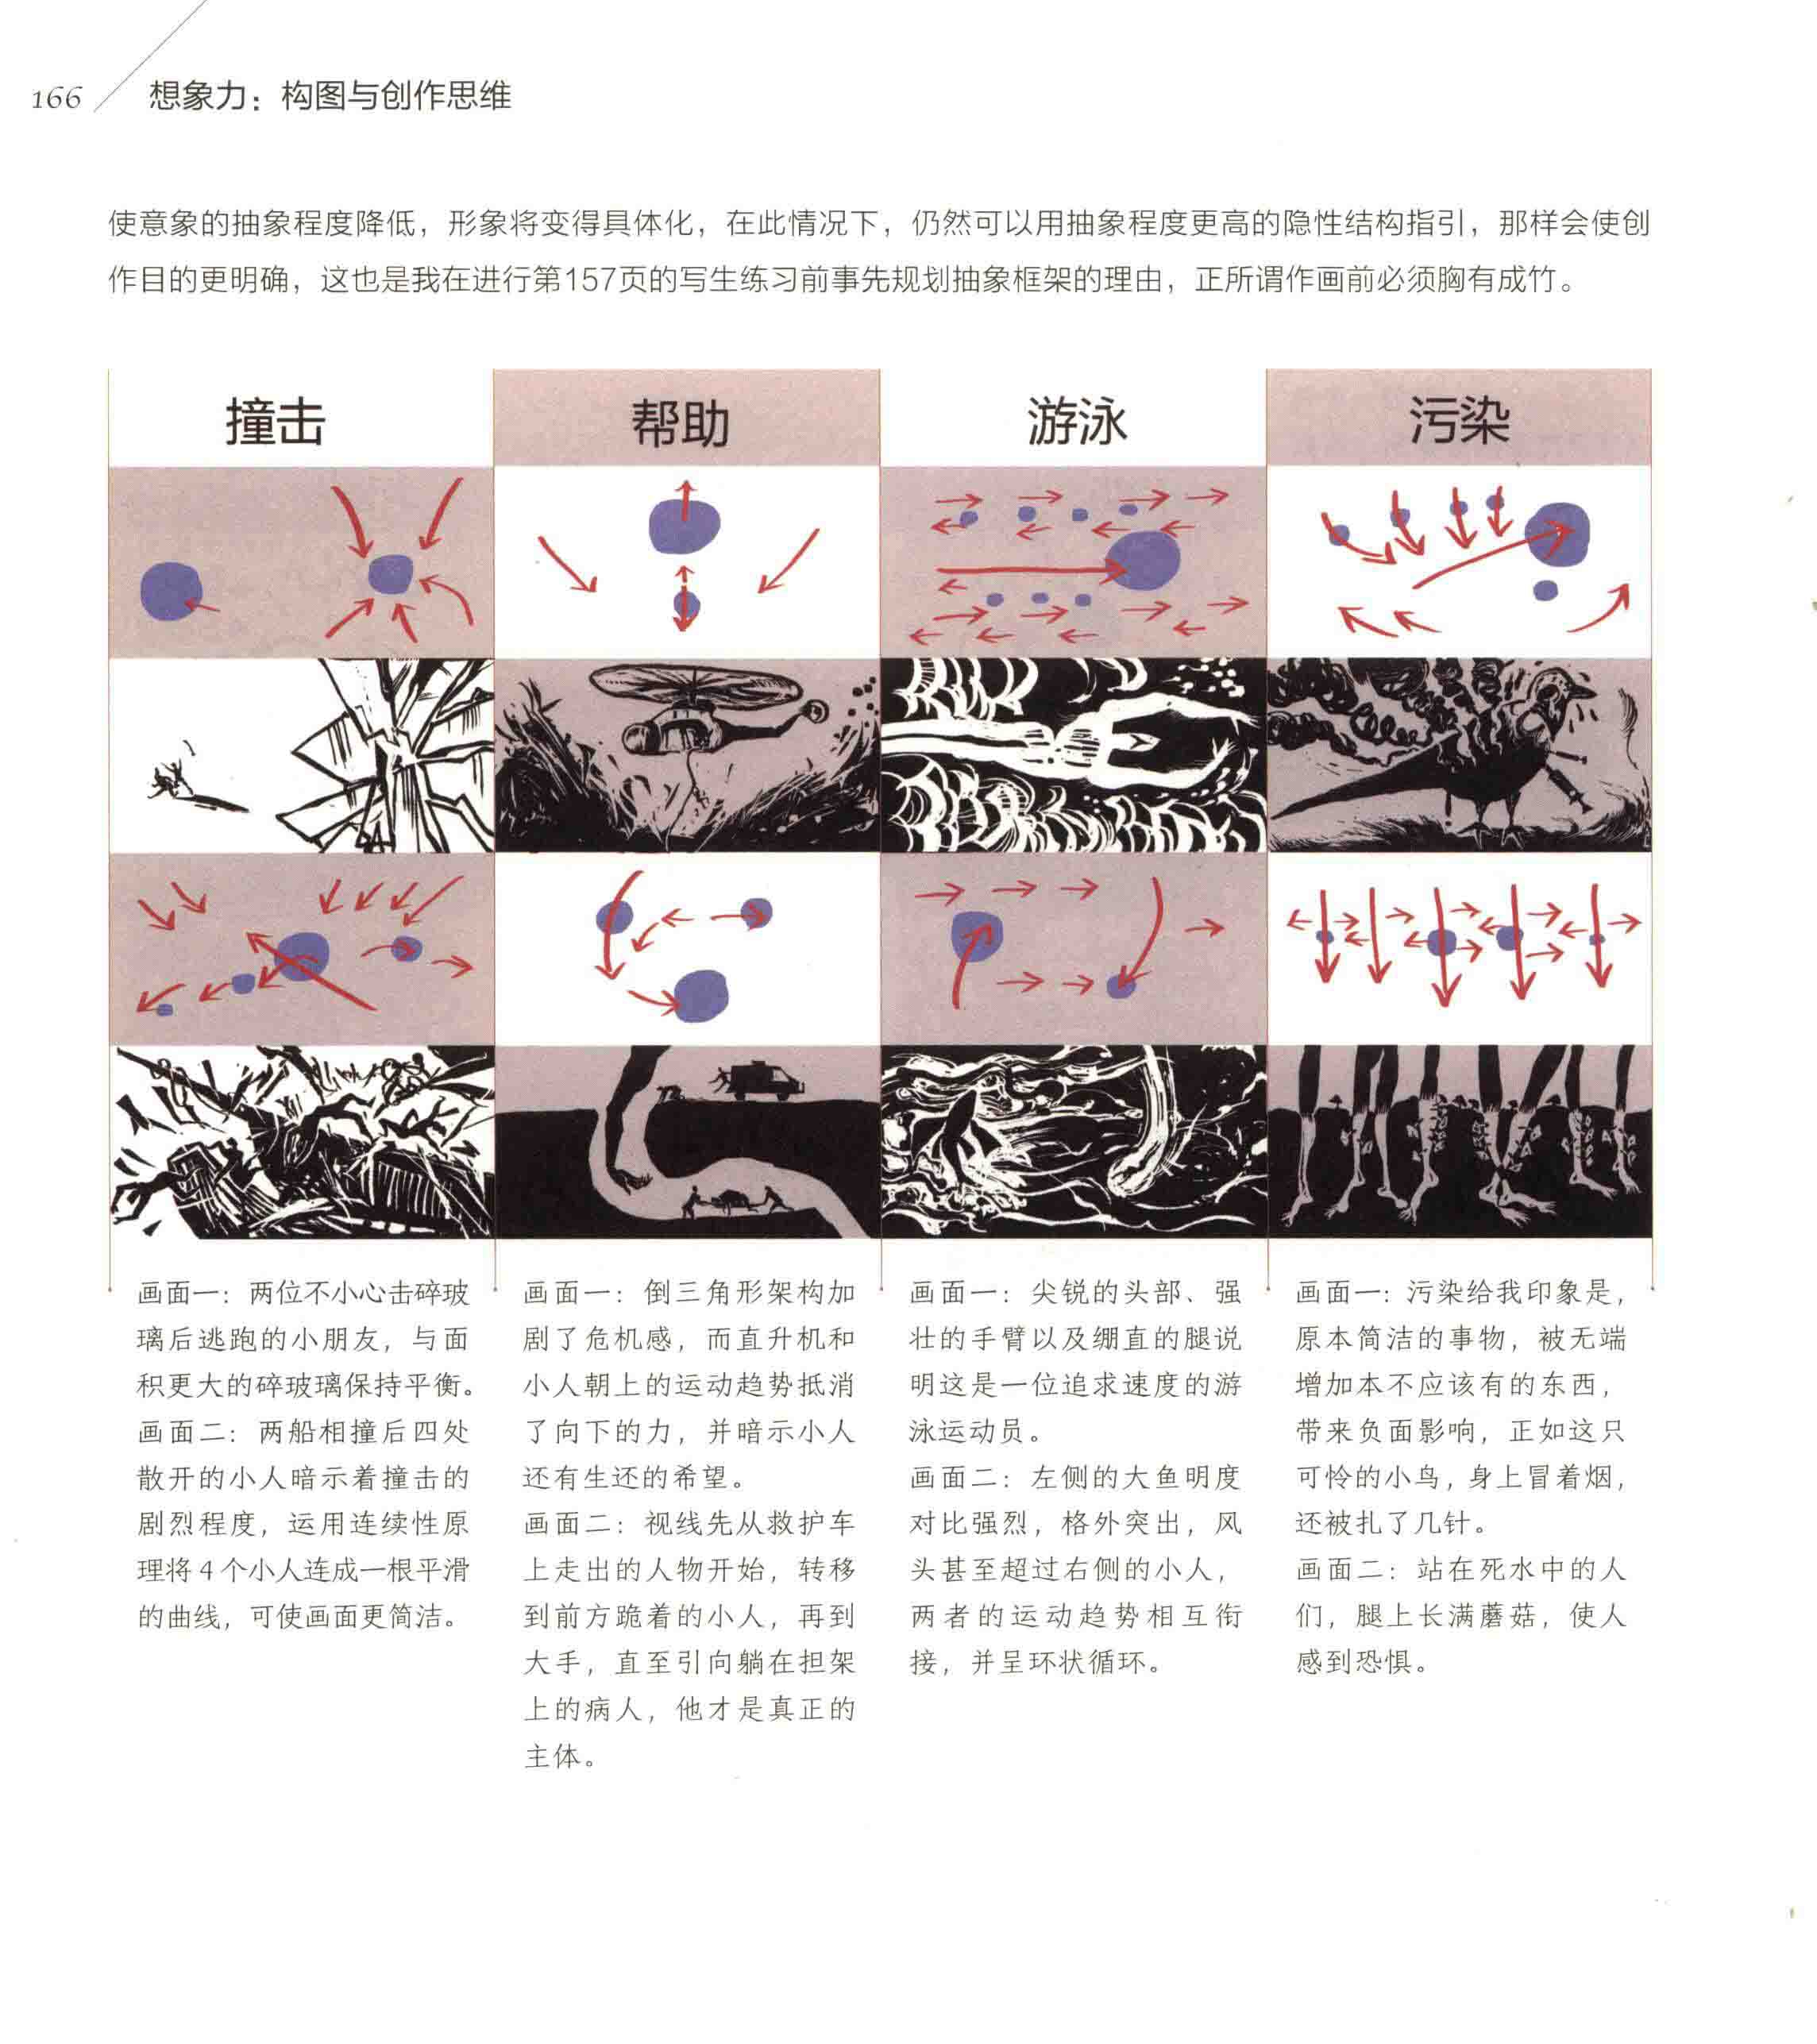 166
想象力：构图与创作思维
使意象的抽象程度降低，形象将变得具体化，在此情况下，仍然可以用抽象程度更高的隐性结构指引，那样会使创
作目的更明确，这也是我在进行第157页的写生练习前事先规划抽象框架的理由，正所谓作画前必须胸有成竹。
撞击
帮助
游泳
污染
画面一：两位不小心击碎玻
璃后逃跑的小朋友，与面
积更大的碎玻璃保持平衡。
画面二：两船相撞后四处
散开的小人暗示着撞击的
剧烈程度，运用连续性原
理将4个小人连成一根平滑
的曲线，可使画面更简洁。
画面一：倒三角形架构加
剧了危机感，而直升机和
小人朝上的运动趋势抵消
了向下的力，并暗示小人
还有生还的希望。
画面二：视线先从救护车
上走出的人物开始，转移
到前方跪着的小人，再到
大手，直至引向躺在担架
上的病人，他才是真正的
主体。
画面一：尖锐的头部、强
壮的手臂以及绷直的腿说
明这是一位追求速度的游
泳运动员。
画面二：左侧的大鱼明度
对比强烈，格外突出，风
头甚至超过右侧的小人，
两者的运动趋势相互衔
接，并呈环状循环。
画面一：污染给我印象是，
原本简洁的事物，被无端
增加本不应该有的东西，
带来负面影响，正如这只
可怜的小鸟，身上冒着烟，
还被扎了几针。
画面二：站在死水中的人
们，腿上长满蘑菇，使人
感到恐惧。